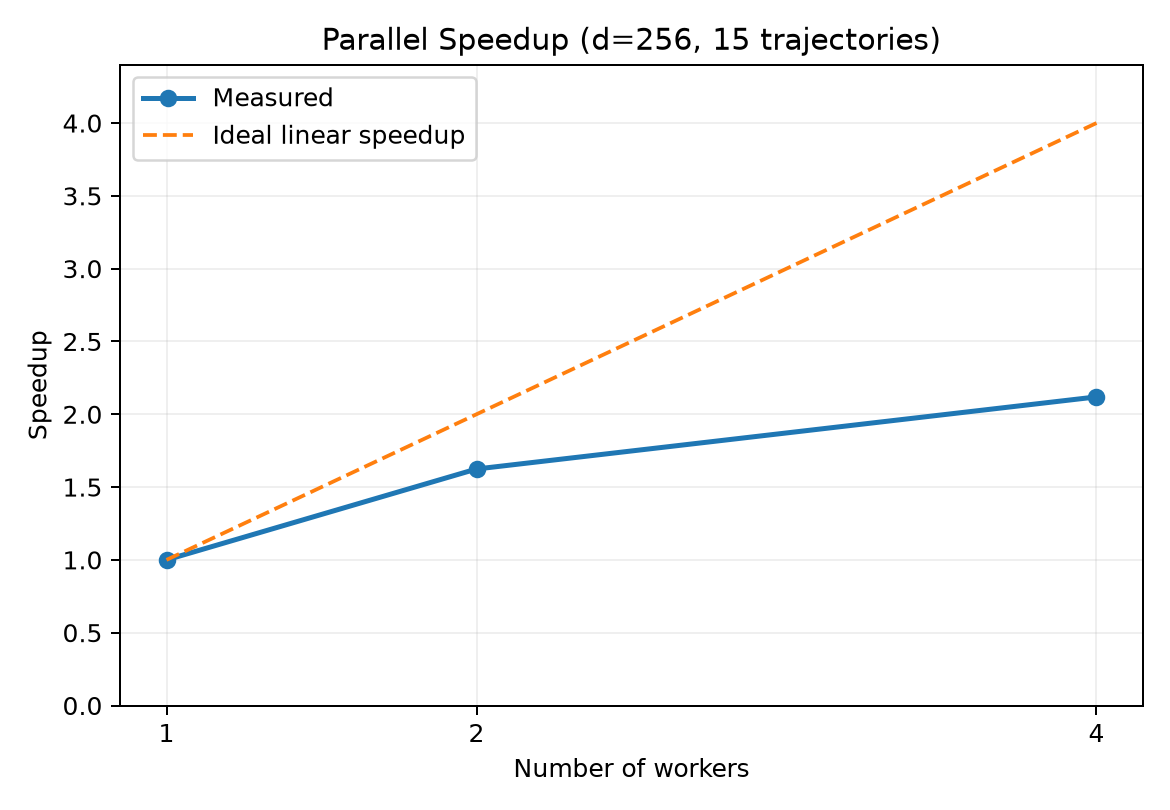 Parallel Speedup (d=256, 15 trajectories)
Measured
Ideal linear speedup
4.0
3.5
3.0
2.5
2.0
1.5
1.0
0.5
0.0
Speedup
1 2 4
Number of workers